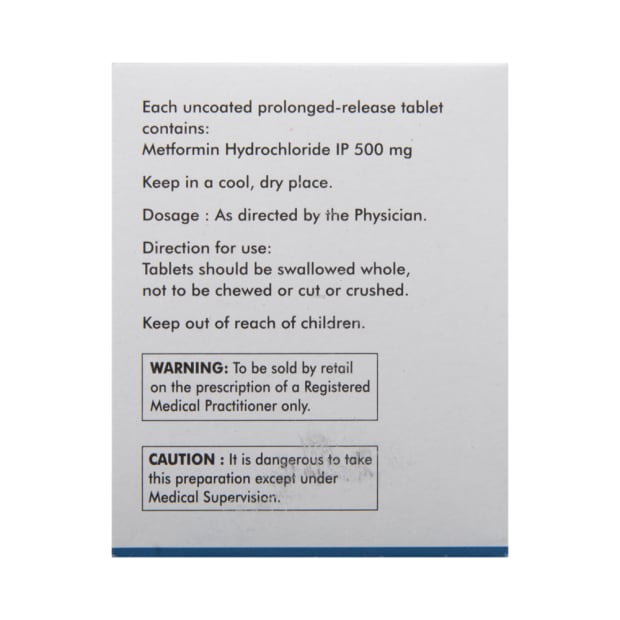 Each uncoated prolonged-release tablet
contains:
Metformin Hydrochloride IP 500 mg
Keep in a cool, dry place.
Dosage : As directed by the Physician.
Direction for use:
Tablets should be swallowed whole,
not to be chewed or cut or crushed.
Keep out of reach of children.
WARNING: To be sold by retail
on the prescription of a Registered
Medical Practitioner only.
CAUTION : It is dangerous to take
this preparation except under
Medical Supervision.